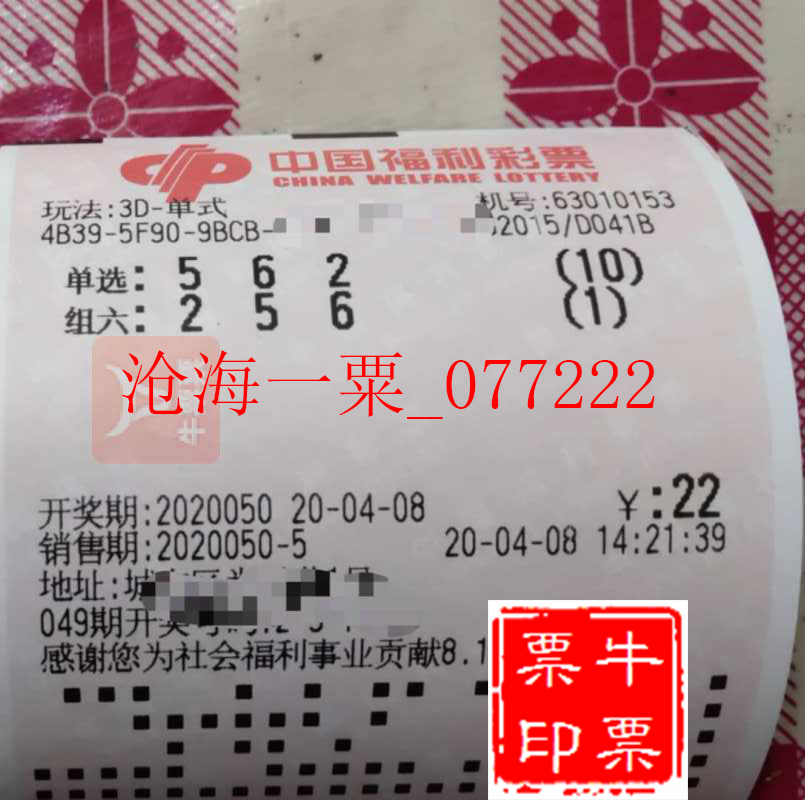 中国福利彩票
CHINA WELFARE LOTTERY
玩法:3D-单式 机号:63010153
4B39-5F90-9BCB- 2015/D041B
单选: 5 6 2 (10)
组六: 2 5 6 (1)
沧海一粟_077222
开奖期:2020050 20-04-08 ¥:22
销售期:2020050-5 20-04-08 14:21:39
地址:城
049期开奖
感谢您为社会福利事业贡献8.1
牛票
票印